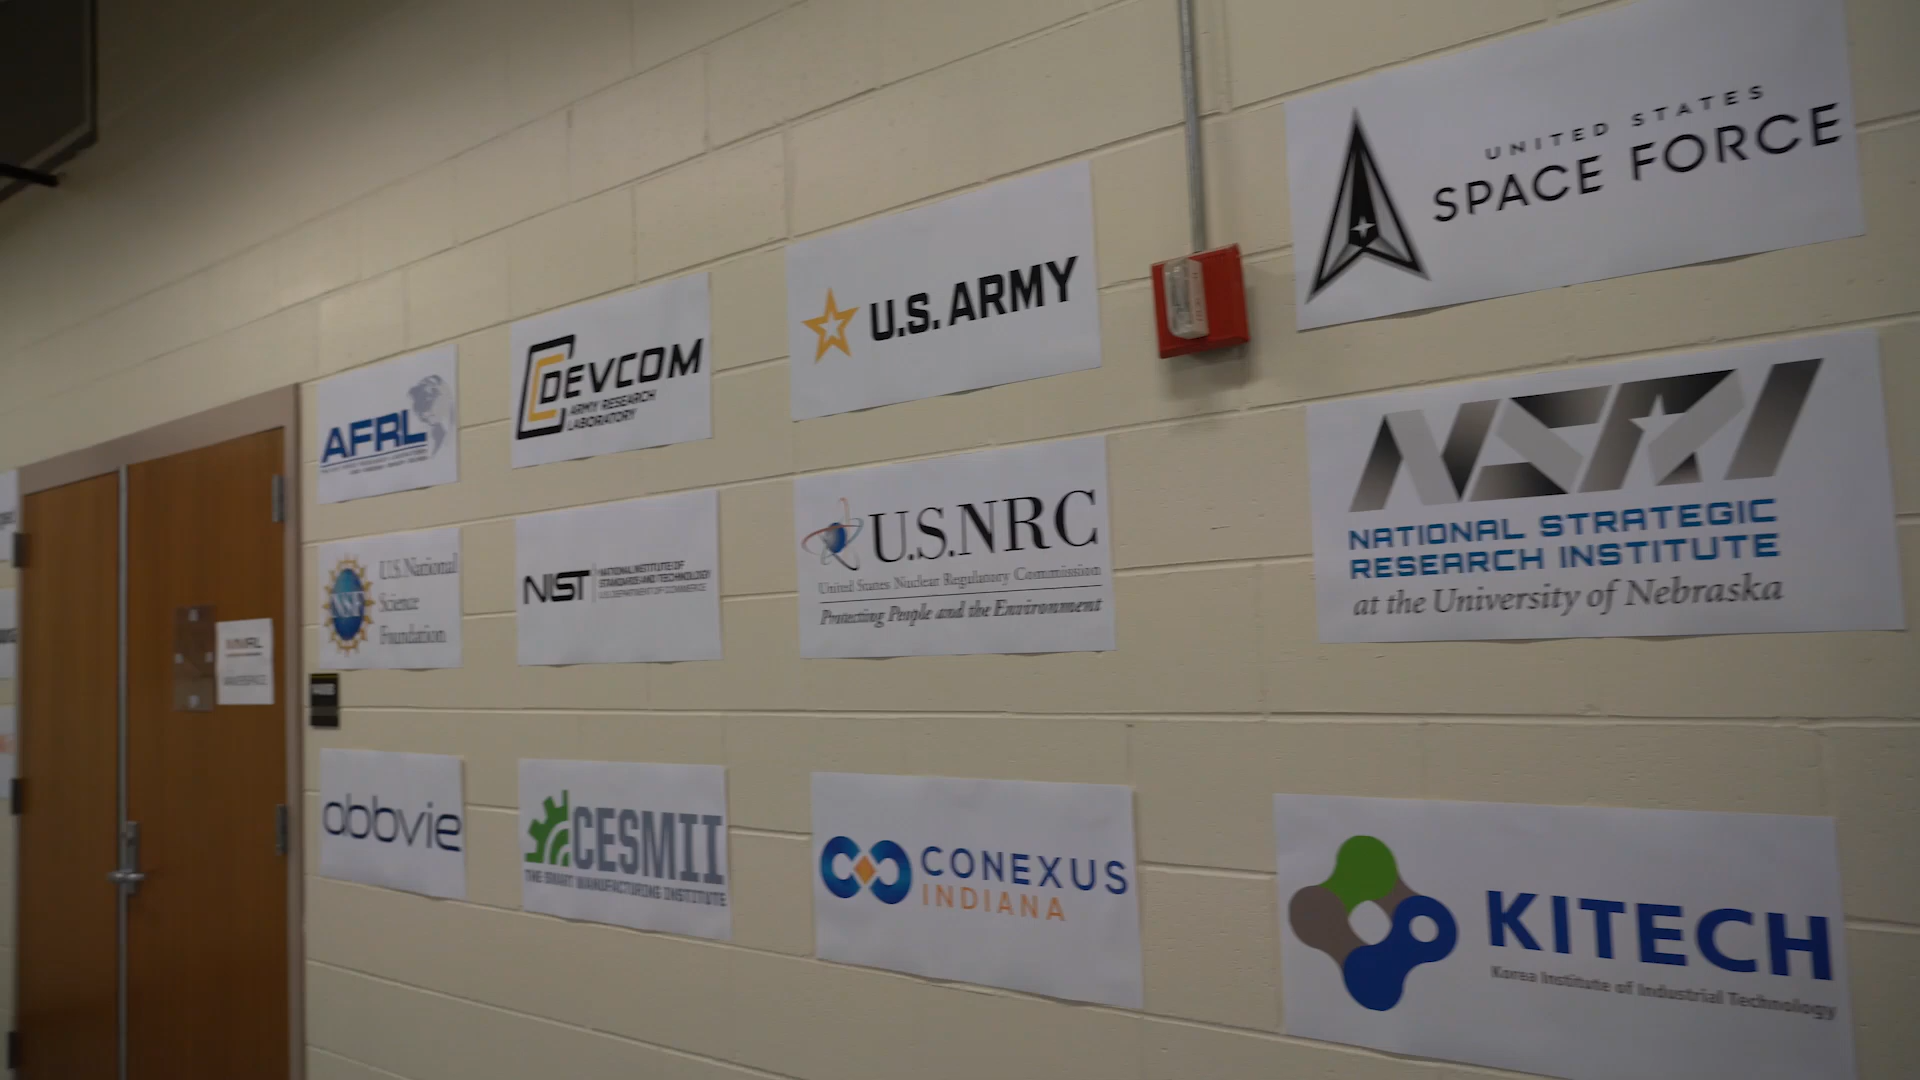 UNITED STATES
SPACE FORCE
U.S. ARMY
DEVCOM
ARMY RESEARCH
LABORATORY
AFRL
NSRI
NATIONAL STRATEGIC
RESEARCH INSTITUTE
at the University of Nebraska
U.S.NRC
United States Nuclear Regulatory Commission
Protecting People and the Environment
NIST
NATIONAL INSTITUTE OF
STANDARDS AND TECHNOLOGY
U.S. DEPARTMENT OF COMMERCE
NSF
U.S. National
Science
Foundation
abbvie
CESMII
THE SMART MANUFACTURING INSTITUTE
CONEXUS
INDIANA
KITECH
Korea Institute of Industrial Technology